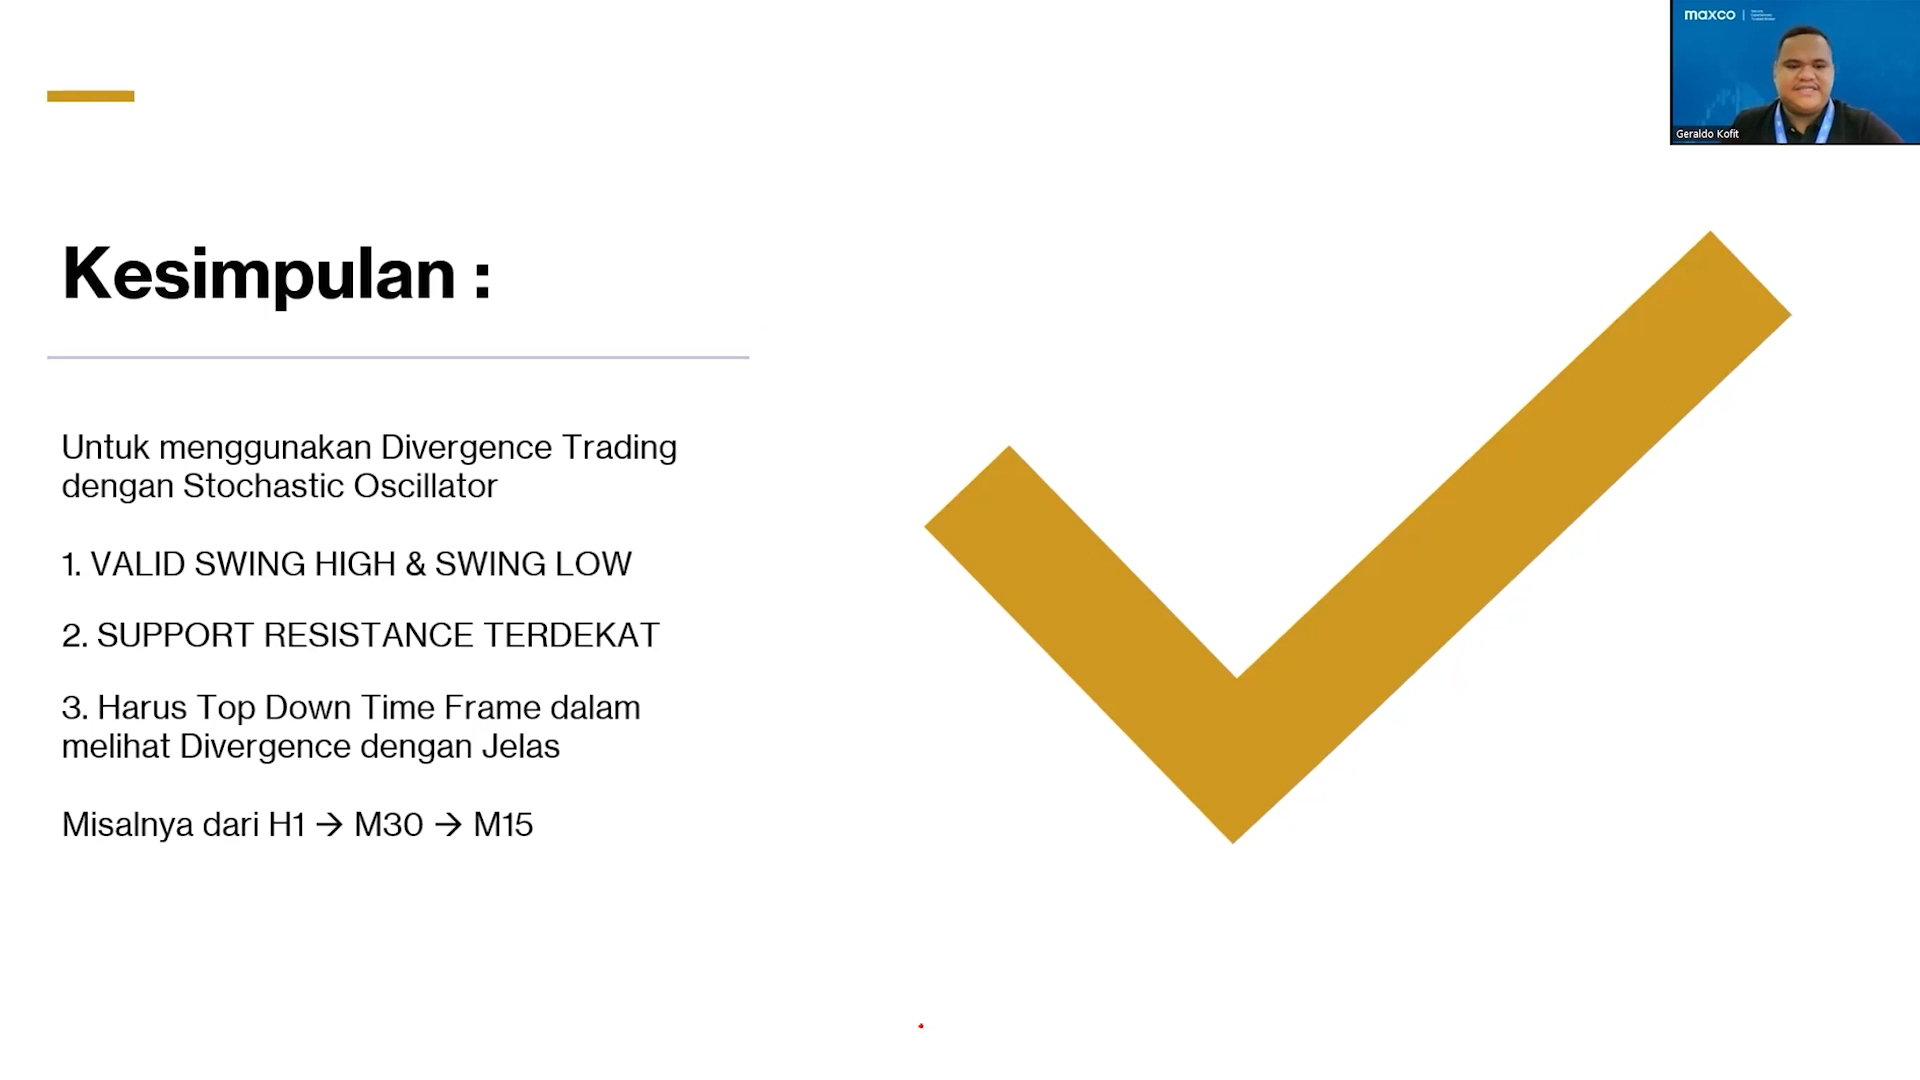 maxco
Geraldo Kofit
Kesimpulan :
Untuk menggunakan Divergence Trading
dengan Stochastic Oscillator
1. VALID SWING HIGH & SWING LOW
2. SUPPORT RESISTANCE TERDEKAT
3. Harus Top Down Time Frame dalam
melihat Divergence dengan Jelas
Misalnya dari H1 → M30 → M15